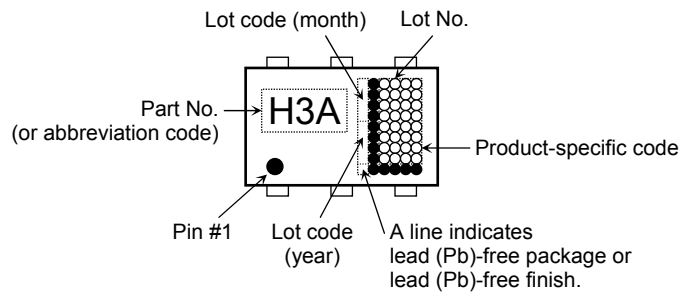 Lot code (month)
Lot No.
Part No.
(or abbreviation code)
H3A
Product-specific code
Pin #1
Lot code
(year)
A line indicates
lead (Pb)-free package or
lead (Pb)-free finish.